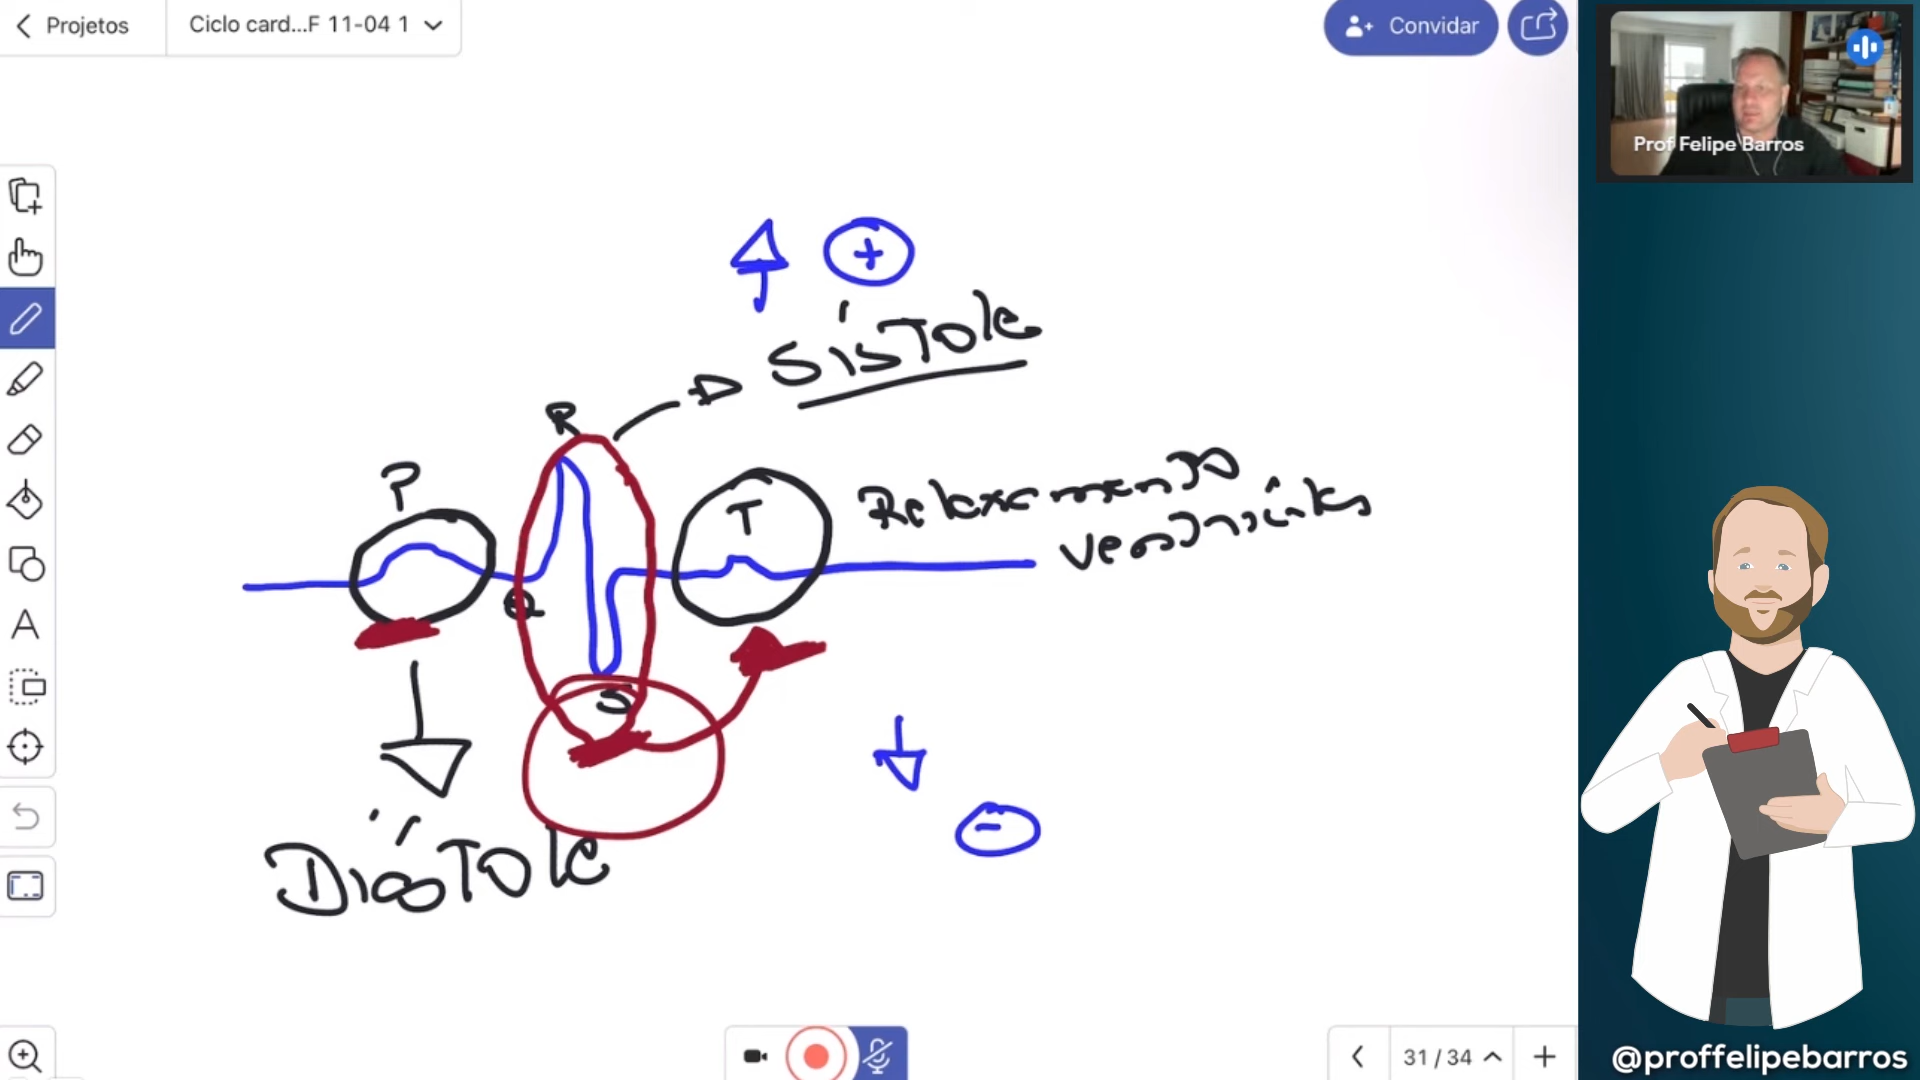 Projetos
Ciclo card...F 11-04 1
Convidar
Prof Felipe Barros
+
SísTole
R
P
T
Relaxamento
ventrículos
Q
S
-
DiásTole
A
31 / 34
@proffelipebarros